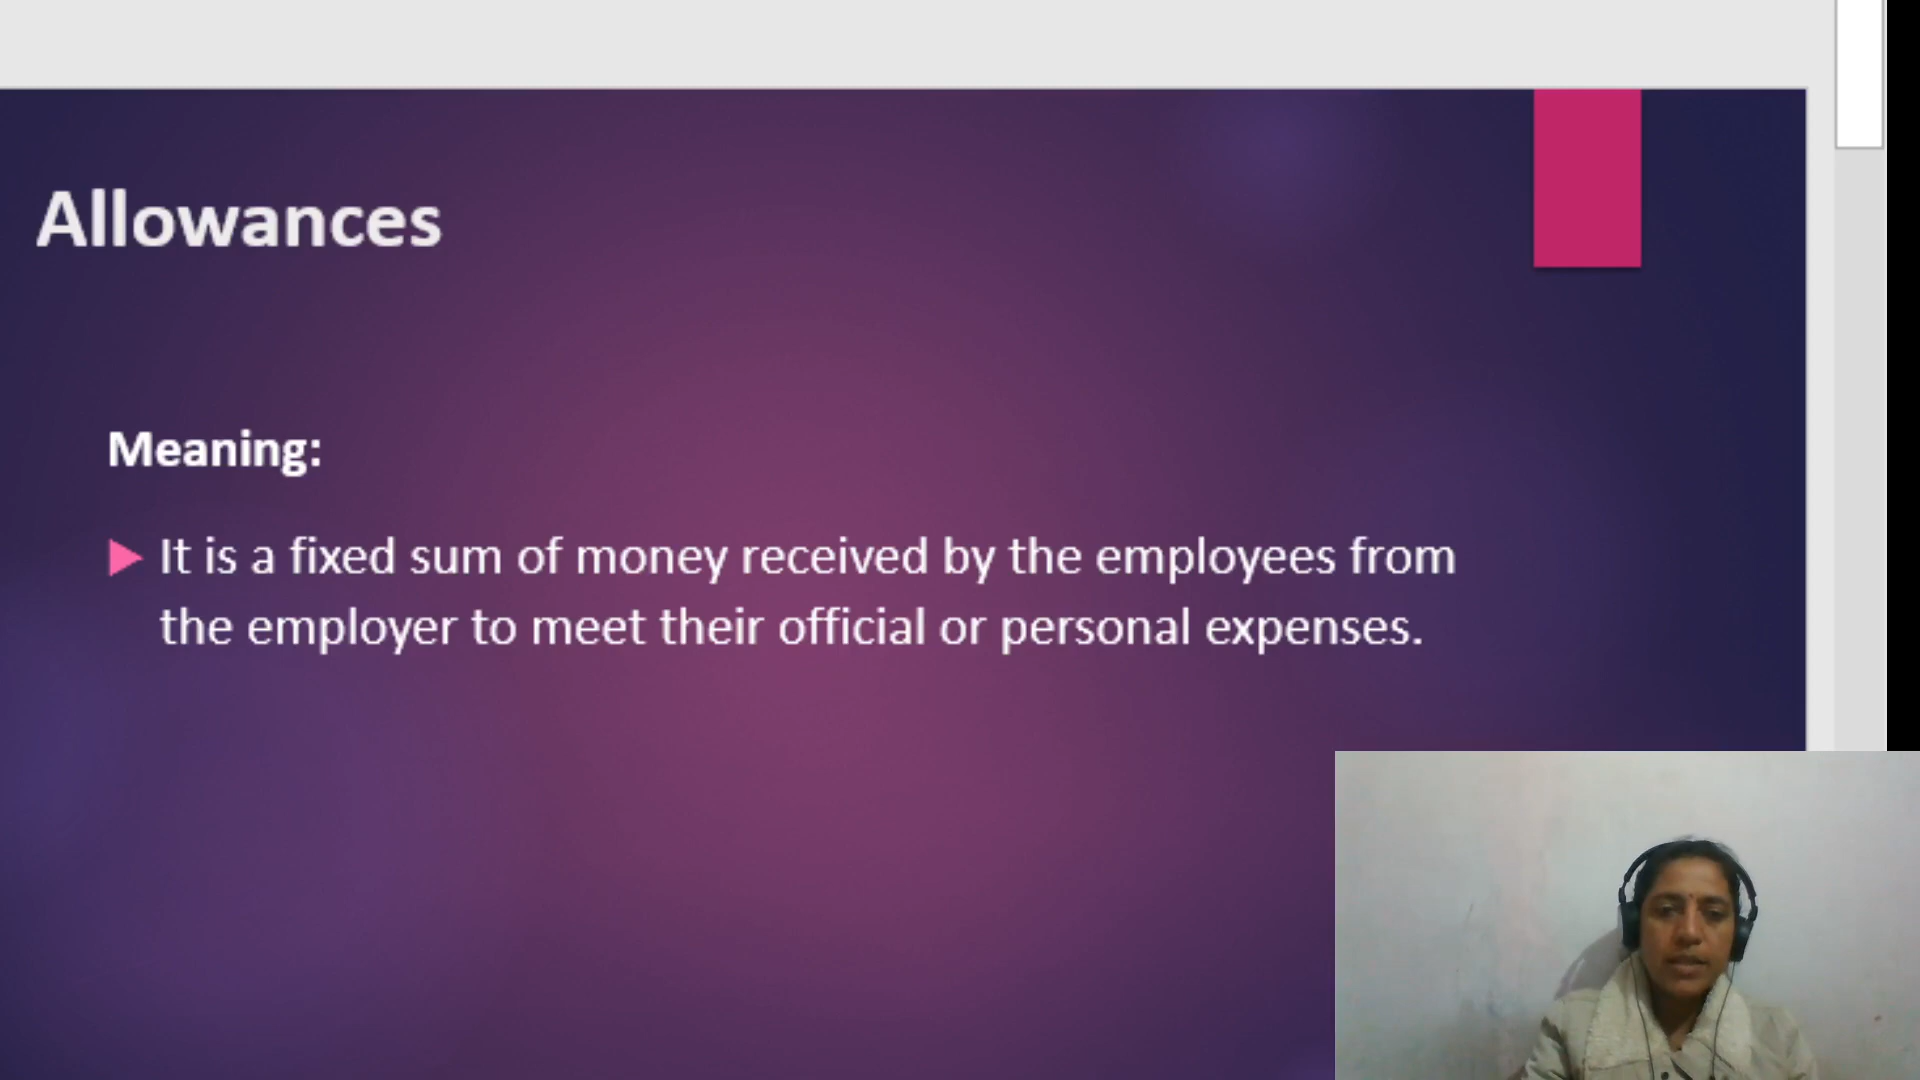 Allowances
Meaning:
It is a fixed sum of money received by the employees from
the employer to meet their official or personal expenses.